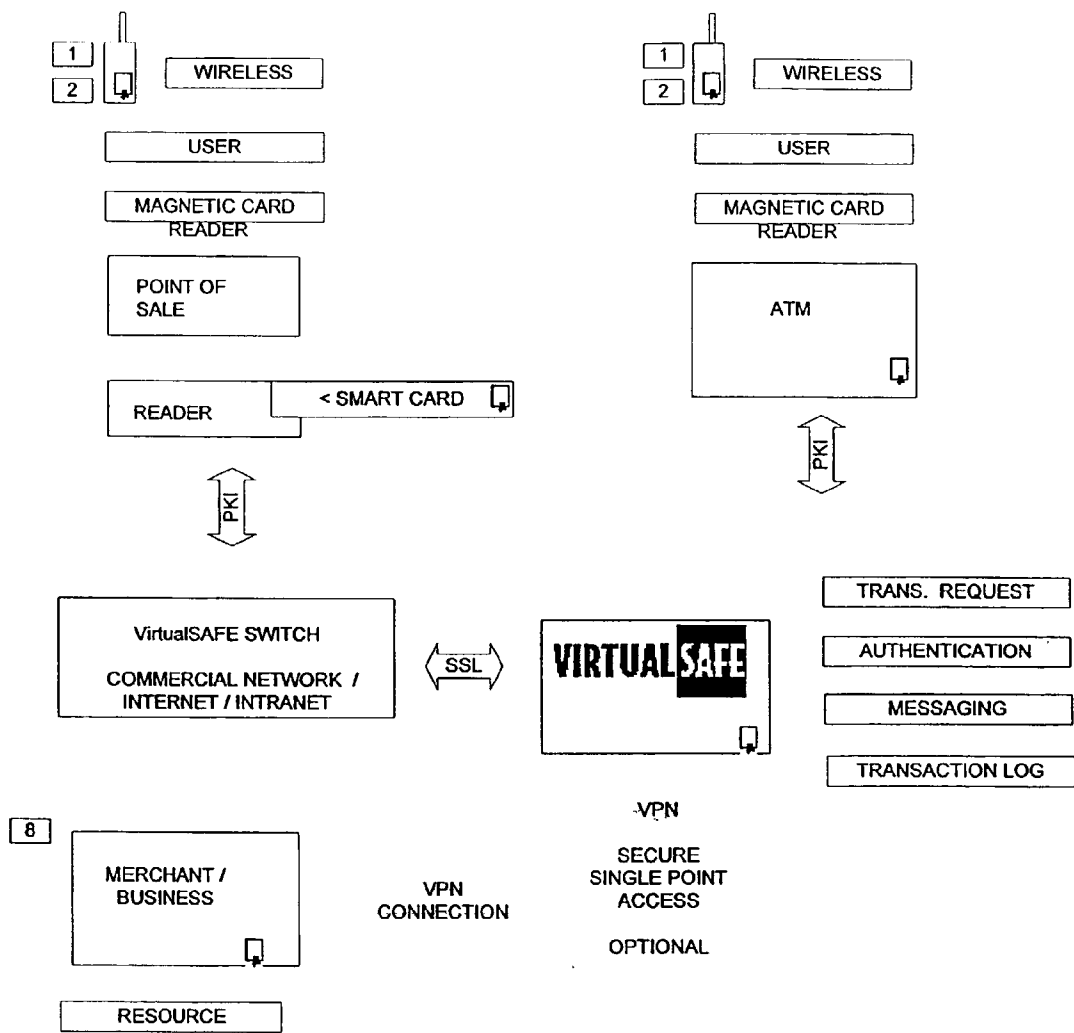 1
2
WIRELESS
USER
MAGNETIC CARD
READER
POINT OF
SALE
READER
< SMART CARD
PKI
1
2
WIRELESS
USER
MAGNETIC CARD
READER
ATM
PKI
VirtualSAFE SWITCH
COMMERCIAL NETWORK /
INTERNET / INTRANET
SSL
VIRTUALSAFE
TRANS. REQUEST
AUTHENTICATION
MESSAGING
TRANSACTION LOG
8
MERCHANT /
BUSINESS
RESOURCE
VPN
CONNECTION
VPN
SECURE
SINGLE POINT
ACCESS
OPTIONAL